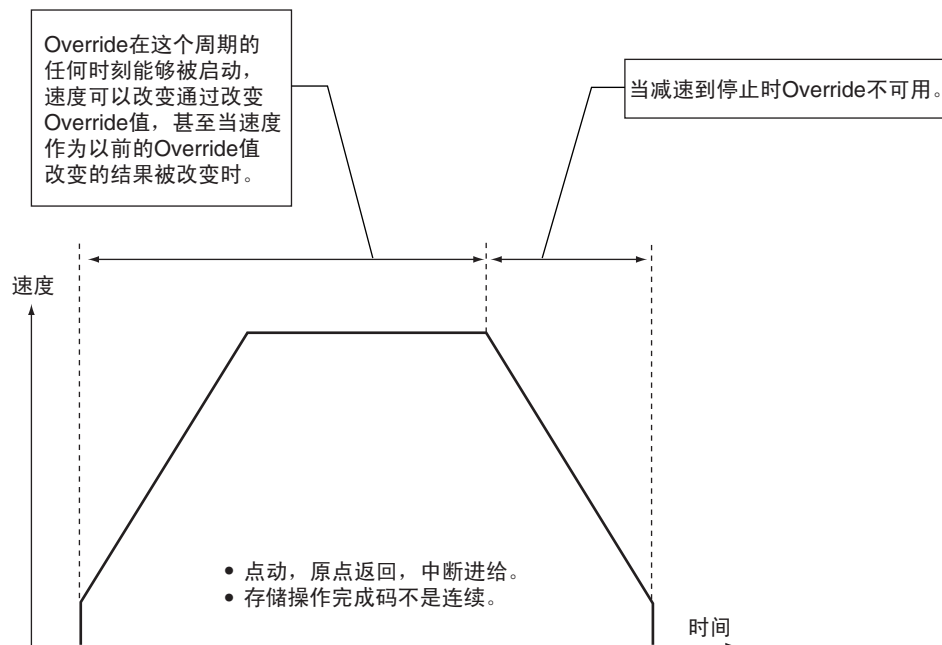 Override在这个周期的
任何时刻能够被启动，
速度可以改变通过改变
Override值，甚至当速度
作为以前的Override值
改变的结果被改变时。
当减速到停止时Override不可用。
速度
• 点动，原点返回，中断进给。
• 存储操作完成码不是连续。
时间